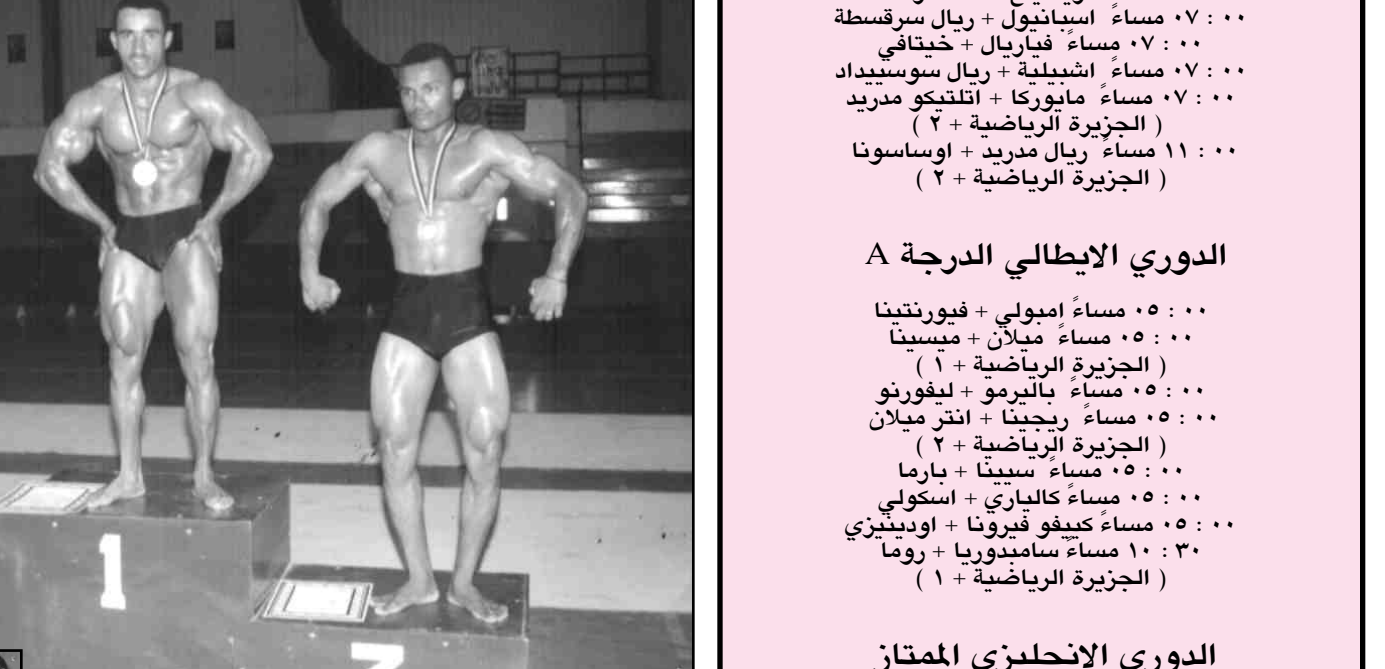 ٠٧ : ٠٠ مساءً اسبانيول + ريال سرقسطة
٠٧ : ٠٠ مساءً فياريال + خيتافي
٠٧ : ٠٠ مساءً اشبيلية + ريال سوسييداد
٠٧ : ٠٠ مساءً مايوركا + اتلتيكو مدريد
( الجزيرة الرياضية + ٢ )
١١ : ٠٠ مساءً ريال مدريد + اوساسونا
( الجزيرة الرياضية + ٢ )
الدوري الايطالي الدرجة A
٠٥ : ٠٠ مساءً إمبولي + فيورنتينا
٠٥ : ٠٠ مساءً ميلان + ميسينا
( الجزيرة الرياضية + ١ )
٠٥ : ٠٠ مساءً باليرمو + ليفورنو
٠٥ : ٠٠ مساءً ريجينا + انتر ميلان
( الجزيرة الرياضية + ٢ )
٠٥ : ٠٠ مساءً سيينا + بارما
٠٥ : ٠٠ مساءً كالياري + اسكولي
٠٥ : ٠٠ مساءً كييفو فيرونا + اودينيزي
١٠ : ٣٠ مساءً سامبدوريا + روما
( الجزيرة الرياضية + ١ )
الدوري الانجليزي الممتاز
1